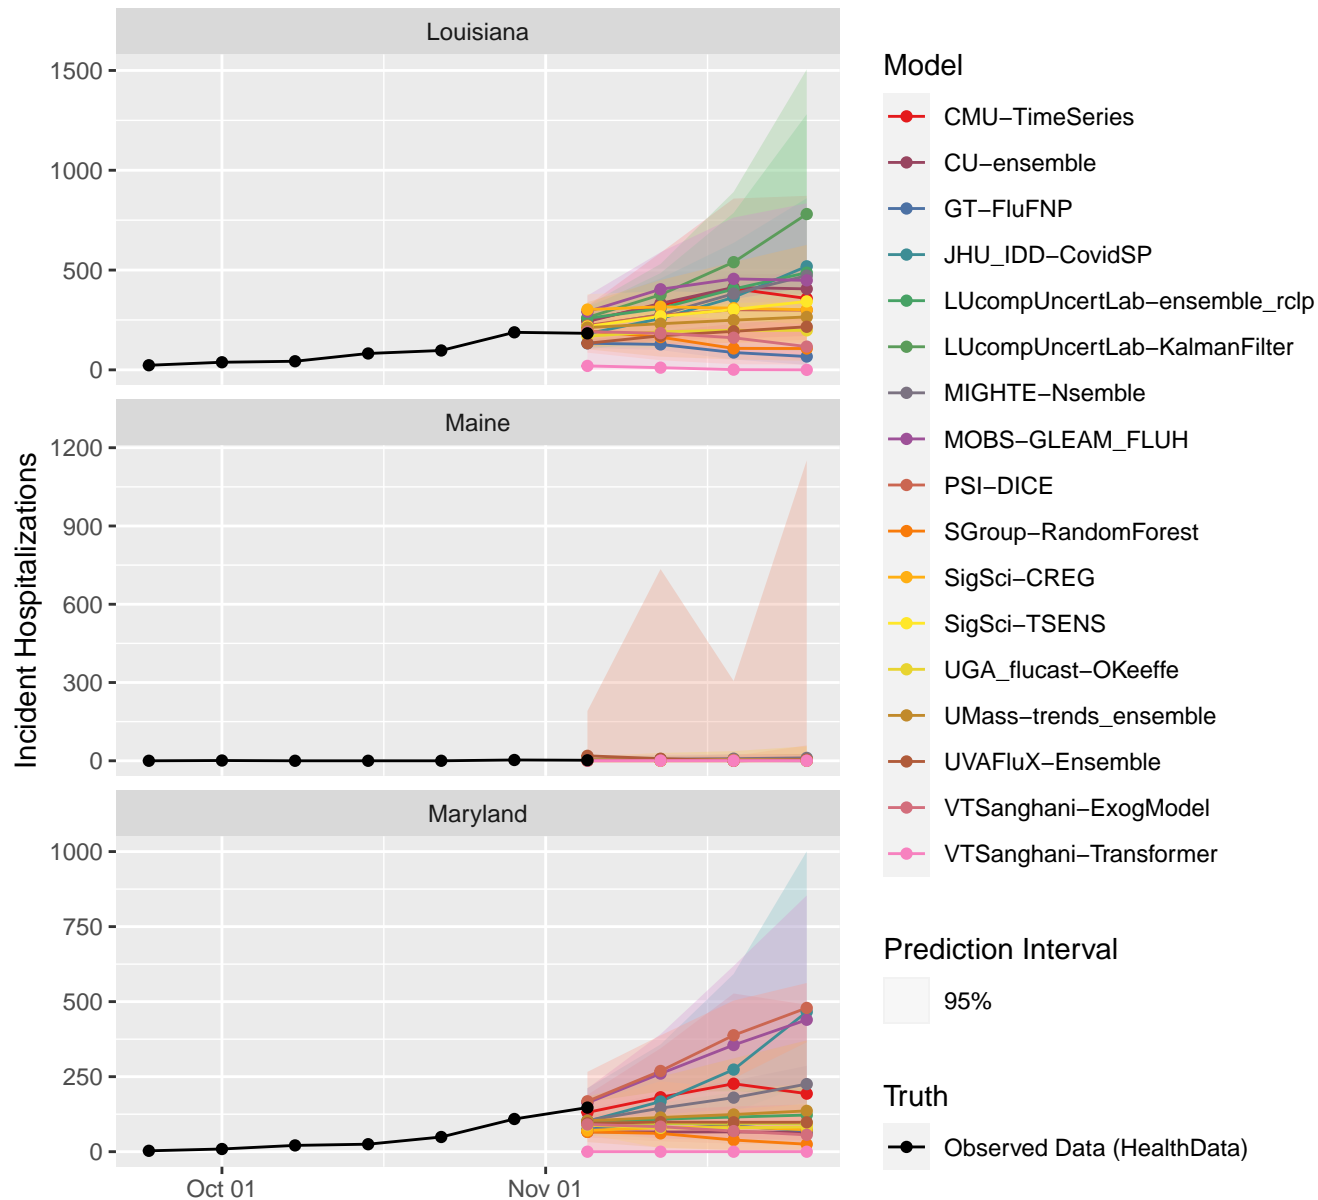 Louisiana
1500
1000
500
0
Maine
1200
900
600
300
0
Maryland
1000
750
500
250
0
Oct 01
Nov 01
Incident Hospitalizations
Model
CMU−TimeSeries
CU−ensemble
GT−FluFNP
JHU_IDD−CovidSP
LUcompUncertLab−ensemble_rclp
LUcompUncertLab−KalmanFilter
MIGHTE−Nsemble
MOBS−GLEAM_FLUH
PSI−DICE
SGroup−RandomForest
SigSci−CREG
SigSci−TSENS
UGA_flucast−OKeeffe
UMass−trends_ensemble
UVAFluX−Ensemble
VTSanghani−ExogModel
VTSanghani−Transformer
Prediction Interval
95%
Truth
Observed Data (HealthData)